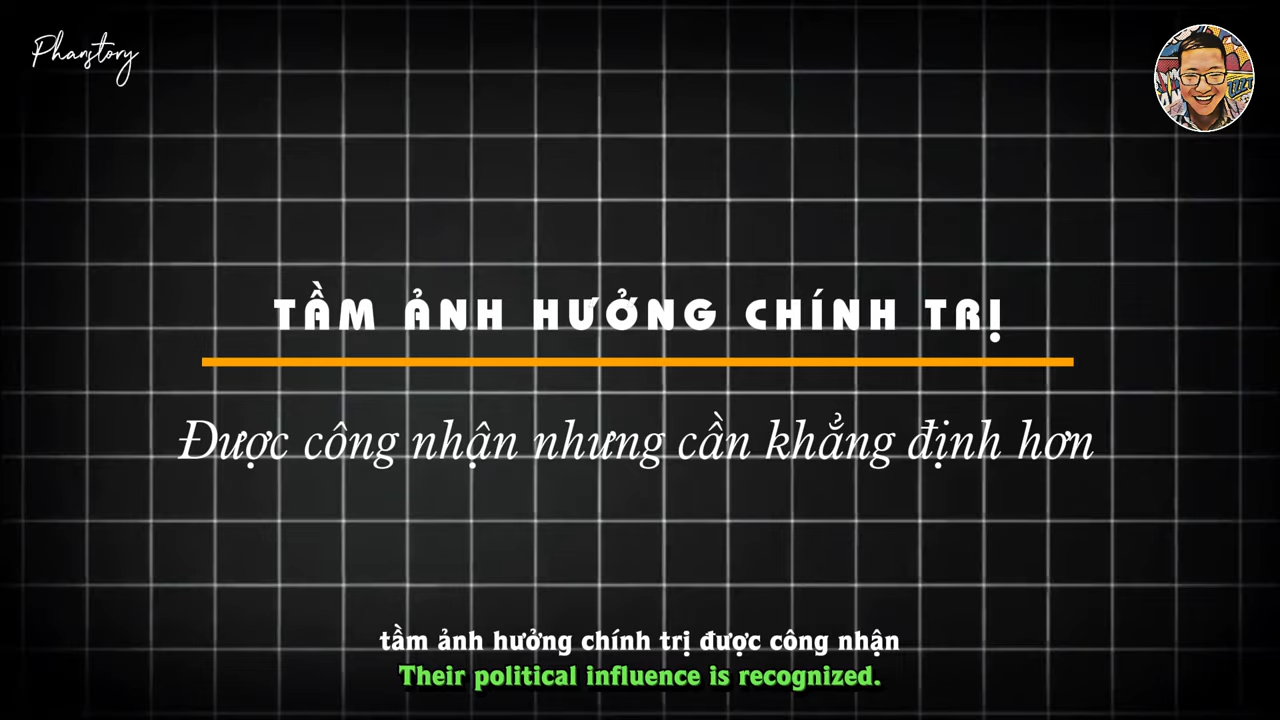 Phanstory
TẦM ẢNH HƯỞNG CHÍNH TRỊ
Được công nhận nhưng cần khẳng định hơn
tầm ảnh hưởng chính trị được công nhận
Their political influence is recognized.